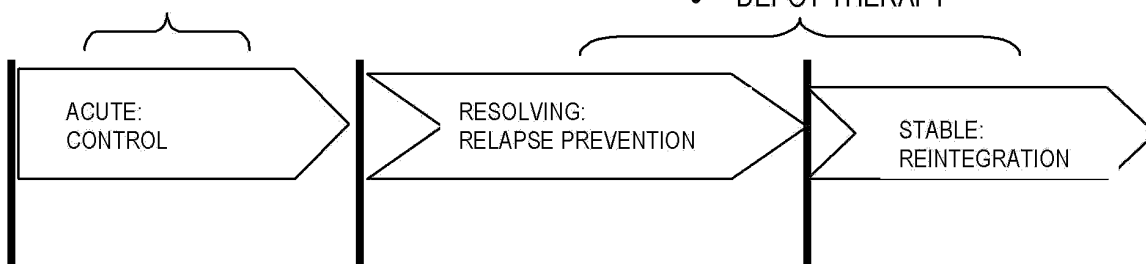 • DEPOT THERAPY
ACUTE:
CONTROL
RESOLVING:
RELAPSE PREVENTION
STABLE:
REINTEGRATION